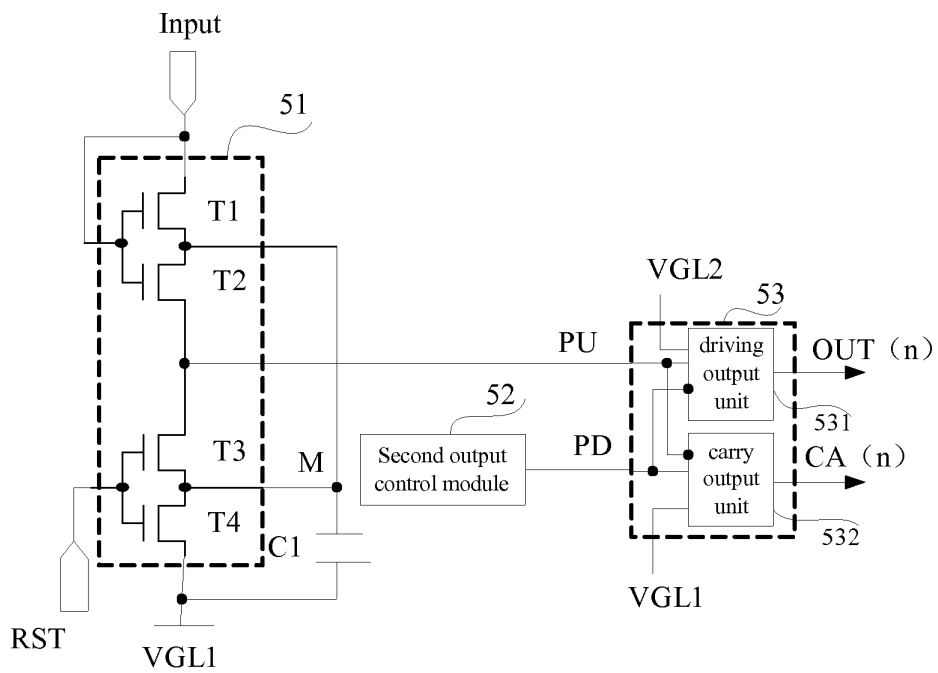 Input
51
T1
T2
VGL2
53
driving
output
unit
OUT（n）
531
PU
52
T3
M
Second output
control module
PD
carry
output
unit
CA（n）
532
T4
C1
VGL1
RST
VGL1